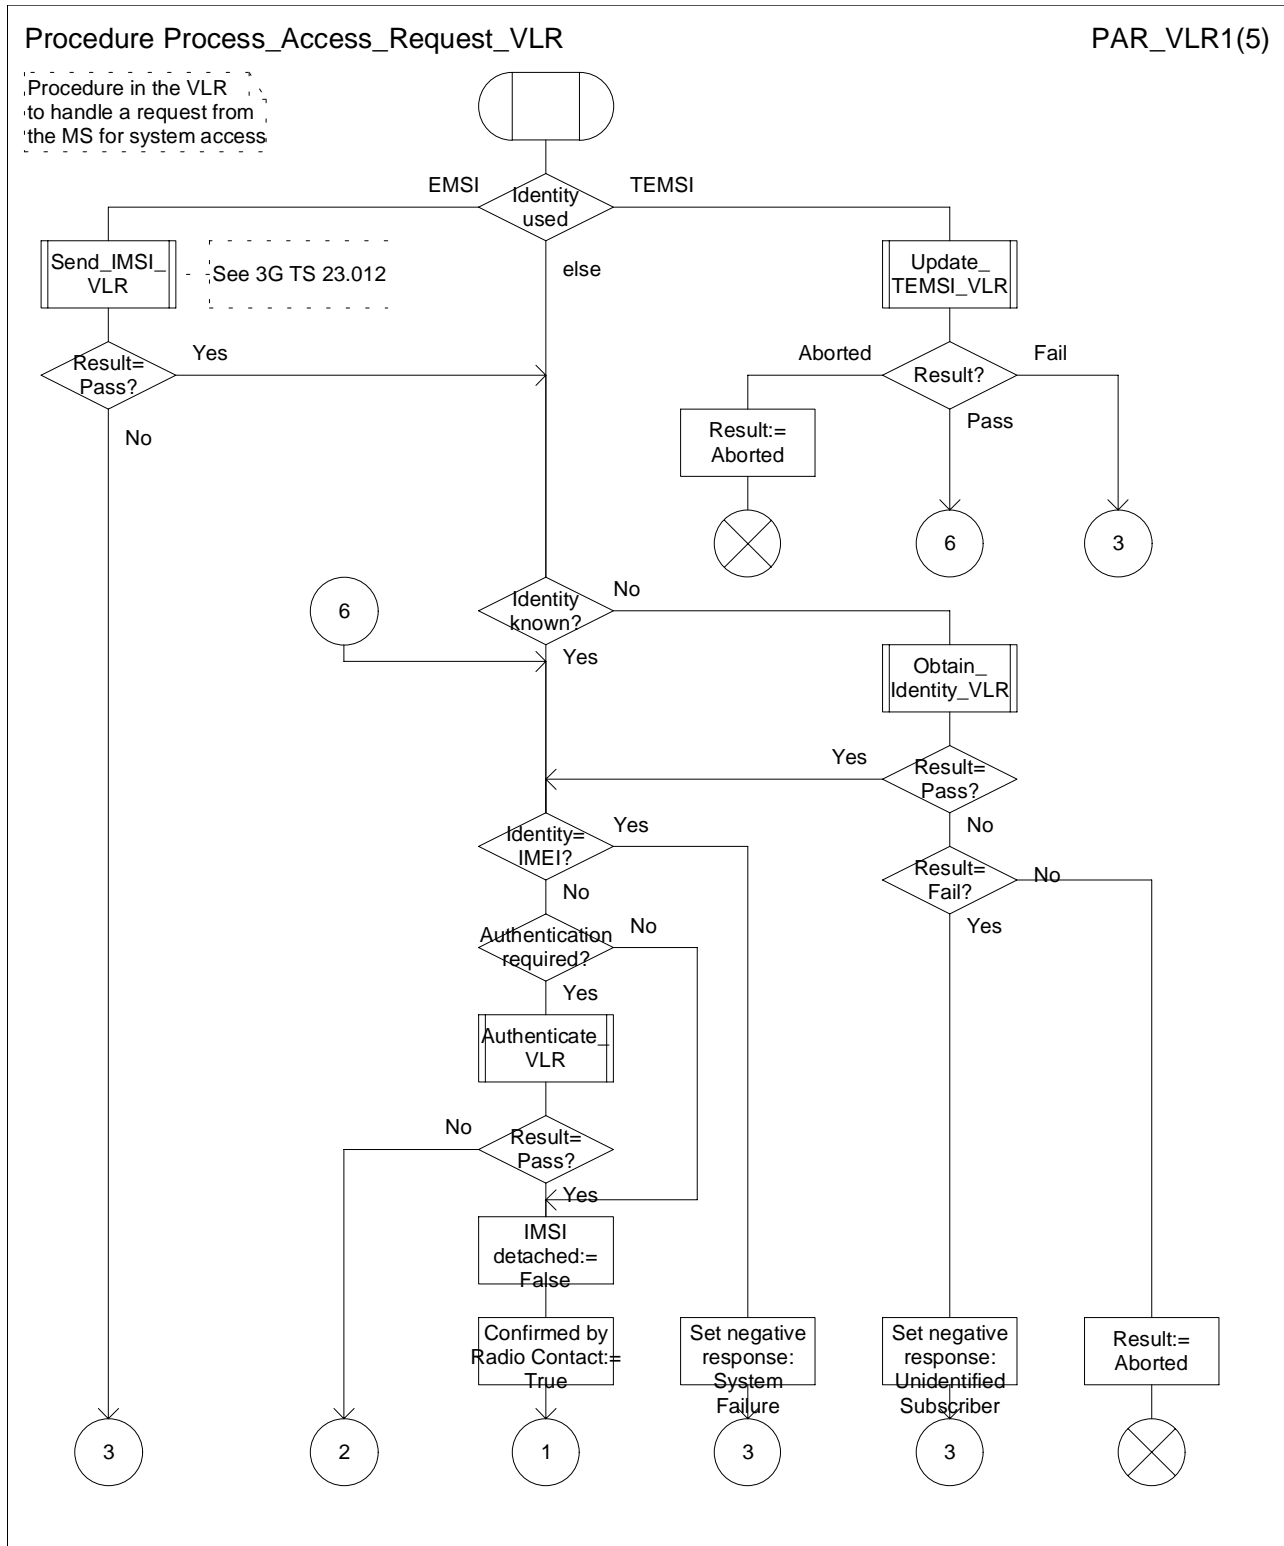 Procedure Process_Access_Request_VLR
PAR_VLR1(5)
Procedure in the VLR
to handle a request from
the MS for system access
EMSI
Identity
used
TEMSI
else
Send_IMSI_
VLR
See 3G TS 23.012
Update_
TEMSI_VLR
Result=
Pass?
Yes
No
Aborted
Result?
Fail
Pass
Result:=
Aborted
6
3
6
Identity
known?
No
Yes
Obtain_
Identity_VLR
Yes
Result=
Pass?
No
Identity=
IMEI?
Yes
No
Result=
Fail?
No
Yes
Authentication
required?
No
Yes
Authenticate_
VLR
No
Result=
Pass?
Yes
IMSI
detached:=
False
Confirmed by
Radio Contact:=
True
Set negative
response:
System
Failure
Set negative
response:
Unidentified
Subscriber
Result:=
Aborted
3
2
1
3
3